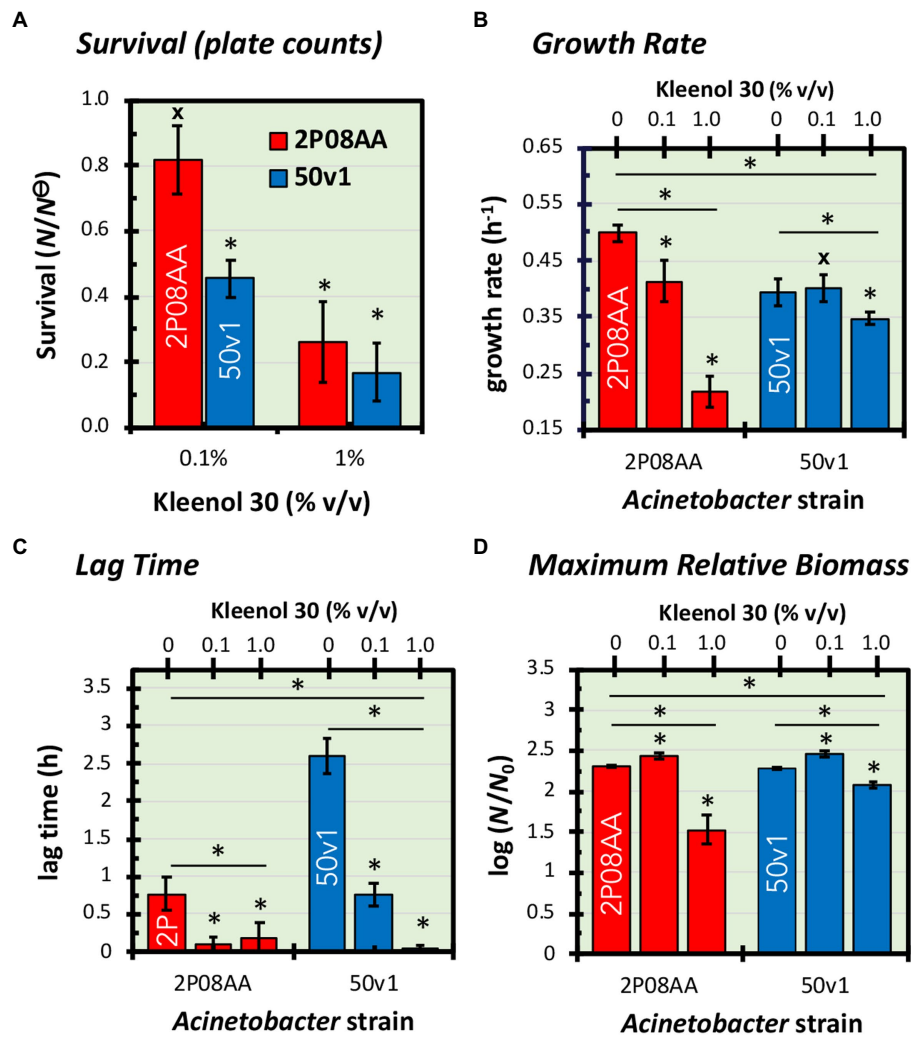 A
Survival (plate counts)
1.0
0.8
0.6
0.4
0.2
0.0
Survival (N/N⊖)
x
*
*
*
2P08AA
50v1
2P08AA
50v1
0.1%
1%
Kleenol 30 (% v/v)
B
Growth Rate
Kleenol 30 (% v/v)
0 0.1 1.0 0 0.1 1.0
0.65
0.55
0.45
0.35
0.25
0.15
growth rate (h-1)
*
*
*
*
x
*
*
2P08AA
50v1
2P08AA 50v1
Acinetobacter strain
C
Lag Time
Kleenol 30 (% v/v)
0 0.1 1.0 0 0.1 1.0
3.5
3
2.5
2
1.5
1
0.5
0
lag time (h)
*
*
*
*
*
*
*
2P
50v1
2P08AA 50v1
Acinetobacter strain
D
Maximum Relative Biomass
Kleenol 30 (% v/v)
0 0.1 1.0 0 0.1 1.0
3.5
3
2.5
2
1.5
1
0.5
0
log (N/N0)
*
*
*
*
*
*
*
2P08AA
50v1
2P08AA 50v1
Acinetobacter strain